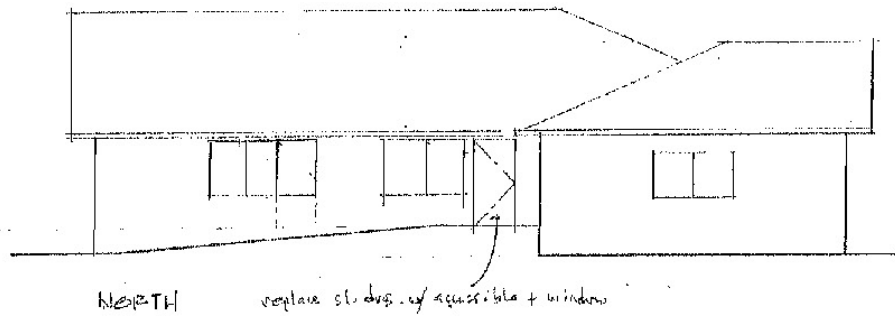 NORTH
replace sl. drs. w/ accessible + window